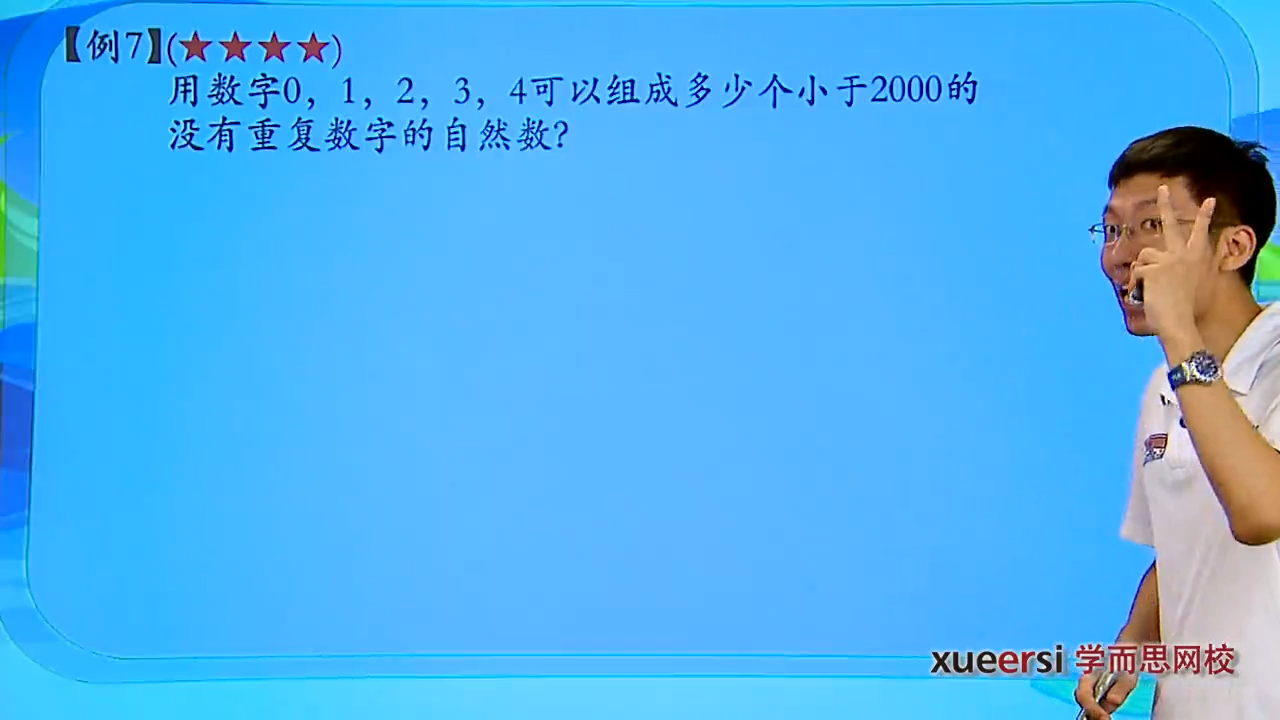 【例7】(★★★★)
用数字0，1，2，3，4可以组成多少个小于2000的
没有重复数字的自然数？
xueersi 学而思网校